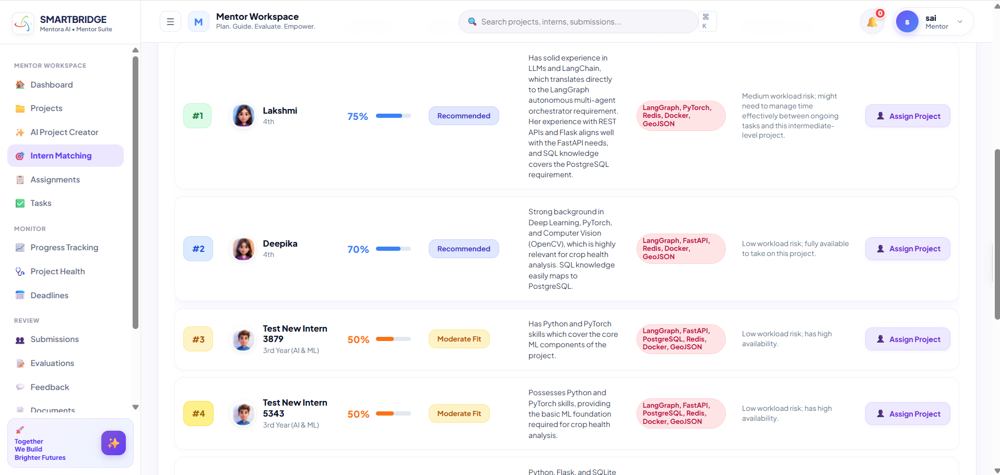 SMARTBRIDGE
Mentora AI • Mentor Suite
MENTOR WORKSPACE
Dashboard
Projects
AI Project Creator
Intern Matching
Assignments
Tasks
MONITOR
Progress Tracking
Project Health
Deadlines
REVIEW
Submissions
Evaluations
Feedback
Documents
Together
We Build
Brighter Futures
M
Mentor Workspace
Plan. Guide. Evaluate. Empower.
Search projects, interns, submissions...
⌘
K
0
s
sai
Mentor
#1
Lakshmi
4th
75%
Recommended
Has solid experience in
LLMs and LangChain,
which translates directly
to the LangGraph
autonomous multi-agent
orchestrator requirement.
Her experience with REST
APIs and Flask aligns well
with the FastAPI needs,
and SQL knowledge
covers the PostgreSQL
requirement.
LangGraph, PyTorch,
Redis, Docker,
GeoJSON
Medium workload risk; might
need to manage time
effectively between ongoing
tasks and this intermediate-
level project.
Assign Project
#2
Deepika
4th
70%
Recommended
Strong background in
Deep Learning, PyTorch,
and Computer Vision
(OpenCV), which is highly
relevant for crop health
analysis. SQL knowledge
easily maps to
PostgreSQL.
LangGraph, FastAPI,
Redis, Docker,
GeoJSON
Low workload risk; fully available
to take on this project.
Assign Project
#3
Test New Intern
3879
3rd Year (AI & ML)
50%
Moderate Fit
Has Python and PyTorch
skills which cover the core
ML components of the
project.
LangGraph, FastAPI,
PostgreSQL, Redis,
Docker, GeoJSON
Low workload risk; has high
availability.
Assign Project
#4
Test New Intern
5343
3rd Year (AI & ML)
50%
Moderate Fit
Possesses Python and
PyTorch skills, providing
the basic ML foundation
required for crop health
analysis.
LangGraph, FastAPI,
PostgreSQL, Redis,
Docker, GeoJSON
Low workload risk; has high
availability.
Assign Project
Python, Flask, and SQLite